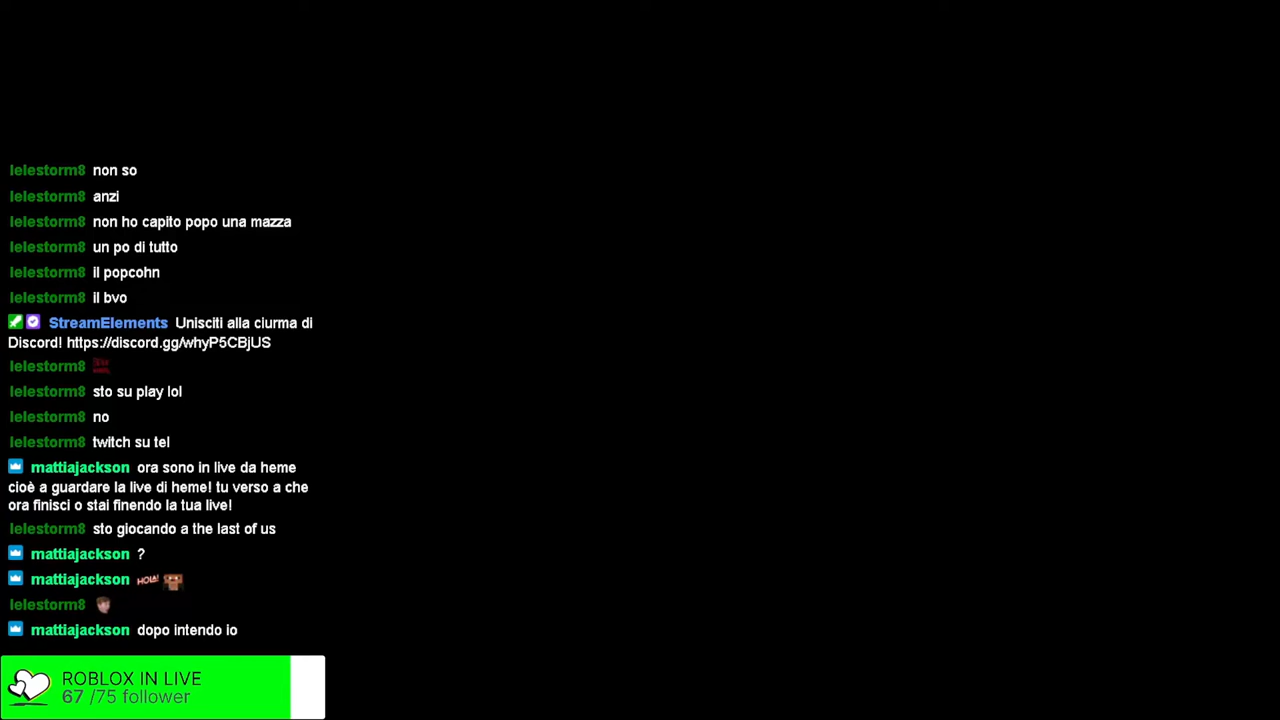 lelestorm8 non so
lelestorm8 anzi
lelestorm8 non ho capito popo una mazza
lelestorm8 un po di tutto
lelestorm8 il popcohn
lelestorm8 il bvo
StreamElements Unisciti alla ciurma di
Discord! https://discord.gg/whyP5CBjUS
lelestorm8
lelestorm8 sto su play lol
lelestorm8 no
lelestorm8 twitch su tel
mattiajackson ora sono in live da heme
cioè a guardare la live di heme! tu verso a che
ora finisci o stai finendo la tua live!
lelestorm8 sto giocando a the last of us
mattiajackson ?
mattiajackson HOLA!
lelestorm8
mattiajackson dopo intendo io
ROBLOX IN LIVE
67 /75 follower